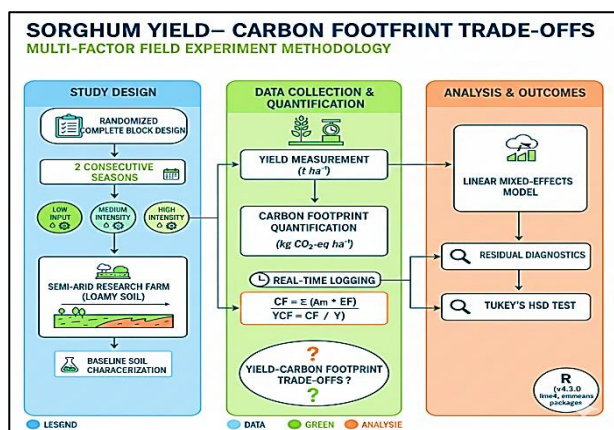 SORGHUM YIELD– CARBON FOOTFRINT TRADE-OFFS
MULTI-FACTOR FIELD EXPERIMENT METHODOLOGY
STUDY DESIGN
RANDOMIZED
COMPLETE BLOCK DESIGN
2 CONSECUTIVE
SEASONS
LOW
INPUT
MEDIUM
INTENSITY
HIGH
INTENSITY
SEMI-ARID RESEARCH FARM
(LOAMY SOIL)
BASELINE SOIL
CHARACERIZATION
DATA COLLECTION &
QUANTIFICATION
YIELD MEASUREMENT
(t ha⁻¹)
CARBON FOOTPRINT
QUANTIFICATION
(kg CO₂-eq ha⁻¹)
REAL-TIME LOGGING
CF = Σ (Am * EF)
YCF = CF / Y)
?
YIELD-CARBON FOOTPRINT
TRADE-OFFS ?
?
ANALYSIS & OUTCOMES
LINEAR MIXED-EFFECTS
MODEL
RESIDUAL DIAGNOSTICS
TUKEY'S HSD TEST
R
(v4.3.0
lme4, emmeans
packages
LESGND
DATA
GREEN
ANALYSIE